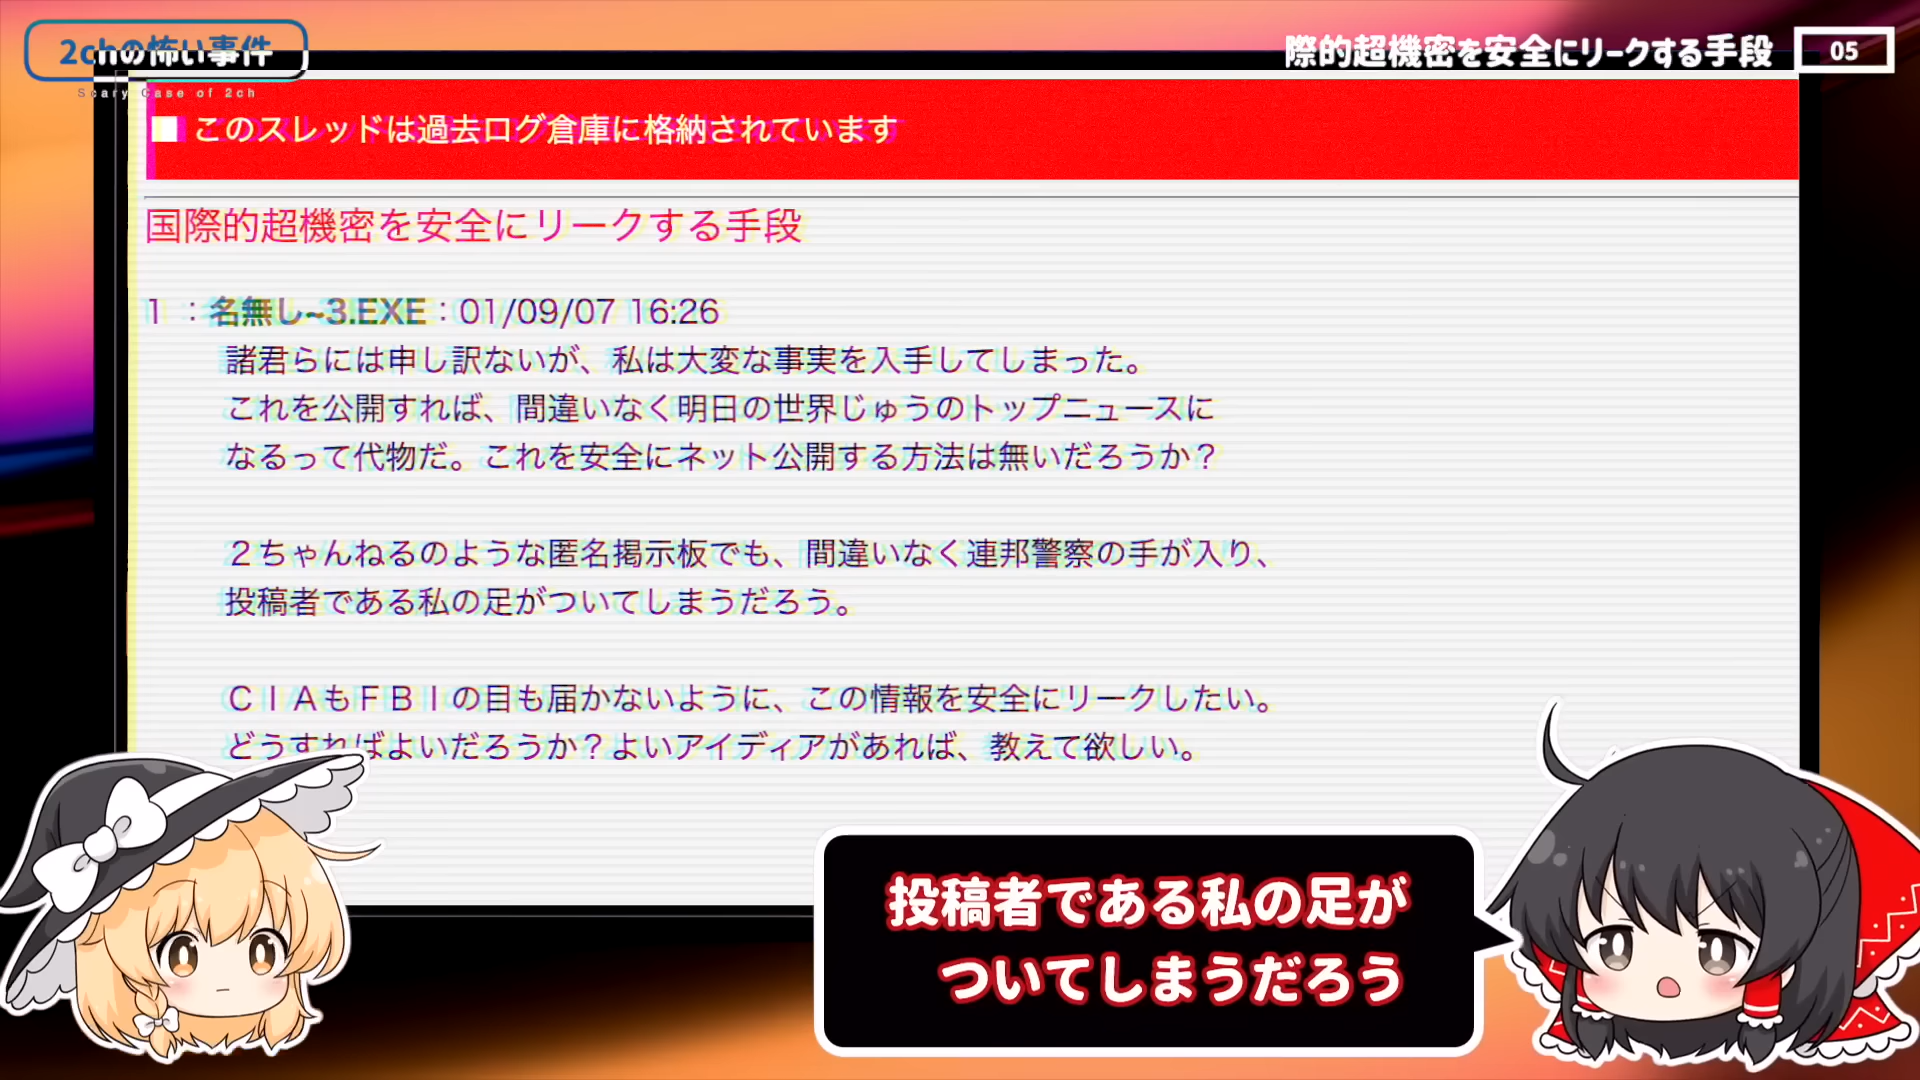 2chの怖い事件
Scary Case of 2ch
際的超機密を安全にリークする手段
05
■ このスレッドは過去ログ倉庫に格納されています
国際的超機密を安全にリークする手段
1 ：名無し~3.EXE：01/09/07 16:26
諸君らには申し訳ないが、私は大変な事実を入手してしまった。
これを公開すれば、間違いなく明日の世界じゅうのトップニュースに
なるって代物だ。これを安全にネット公開する方法は無いだろうか？
２ちゃんねるのような匿名掲示板でも、間違いなく連邦警察の手が入り、
投稿者である私の足がついてしまうだろう。
ＣＩＡもＦＢＩの目も届かないように、この情報を安全にリークしたい。
どうすればよいだろうか？よいアイディアがあれば、教えて欲しい。
投稿者である私の足が
ついてしまうだろう